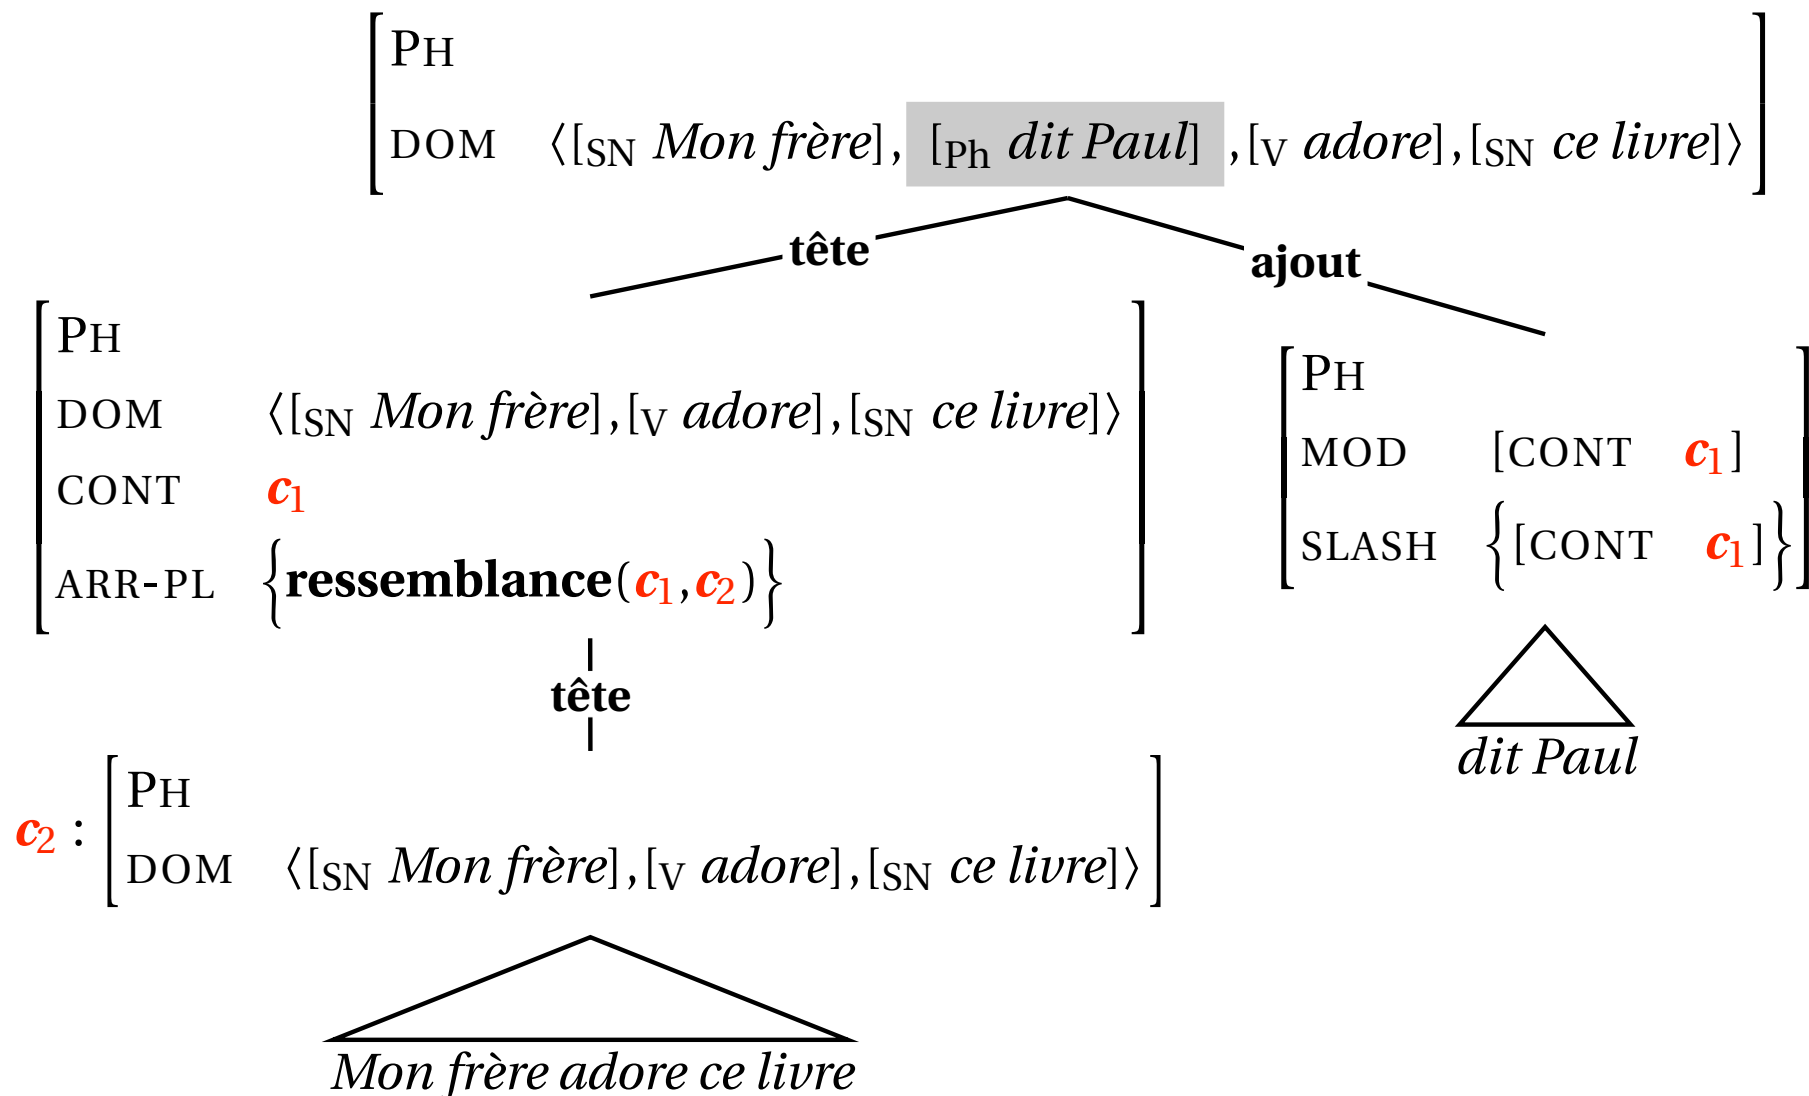 PH
DOM ⟨[SN Mon frère], [Ph dit Paul] ,[V adore],[SN ce livre]⟩
tête
ajout
PH
DOM ⟨[SN Mon frère],[V adore],[SN ce livre]⟩
CONT c1
ARR-PL {ressemblance(c1,c2)}
PH
MOD [CONT c1]
SLASH {[CONT c1]}
tête
dit Paul
c2 : PH
DOM ⟨[SN Mon frère],[V adore],[SN ce livre]⟩
Mon frère adore ce livre